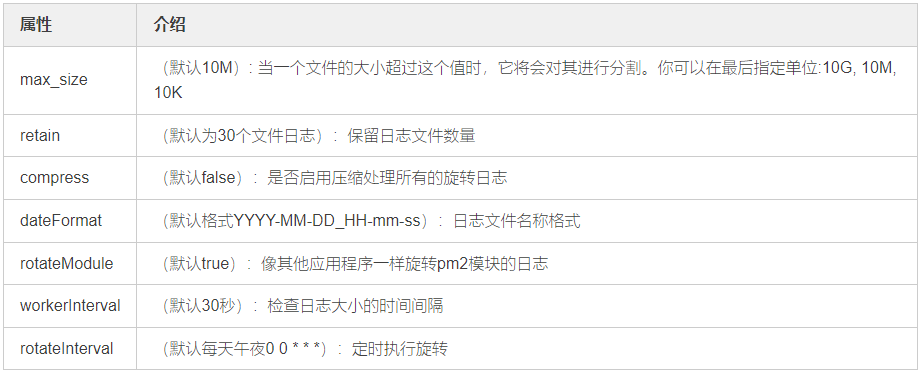 属性 介绍
max_size （默认10M）: 当一个文件的大小超过这个值时，它将会对其进行分割。你可以在最后指定单位:10G, 10M,
10K
retain （默认为30个文件日志）：保留日志文件数量
compress （默认false）：是否启用压缩处理所有的旋转日志
dateFormat （默认格式YYYY-MM-DD_HH-mm-ss）：日志文件名称格式
rotateModule （默认true）：像其他应用程序一样旋转pm2模块的日志
workerInterval （默认30秒）：检查日志大小的时间间隔
rotateInterval （默认每天午夜0 0 * * *）：定时执行旋转